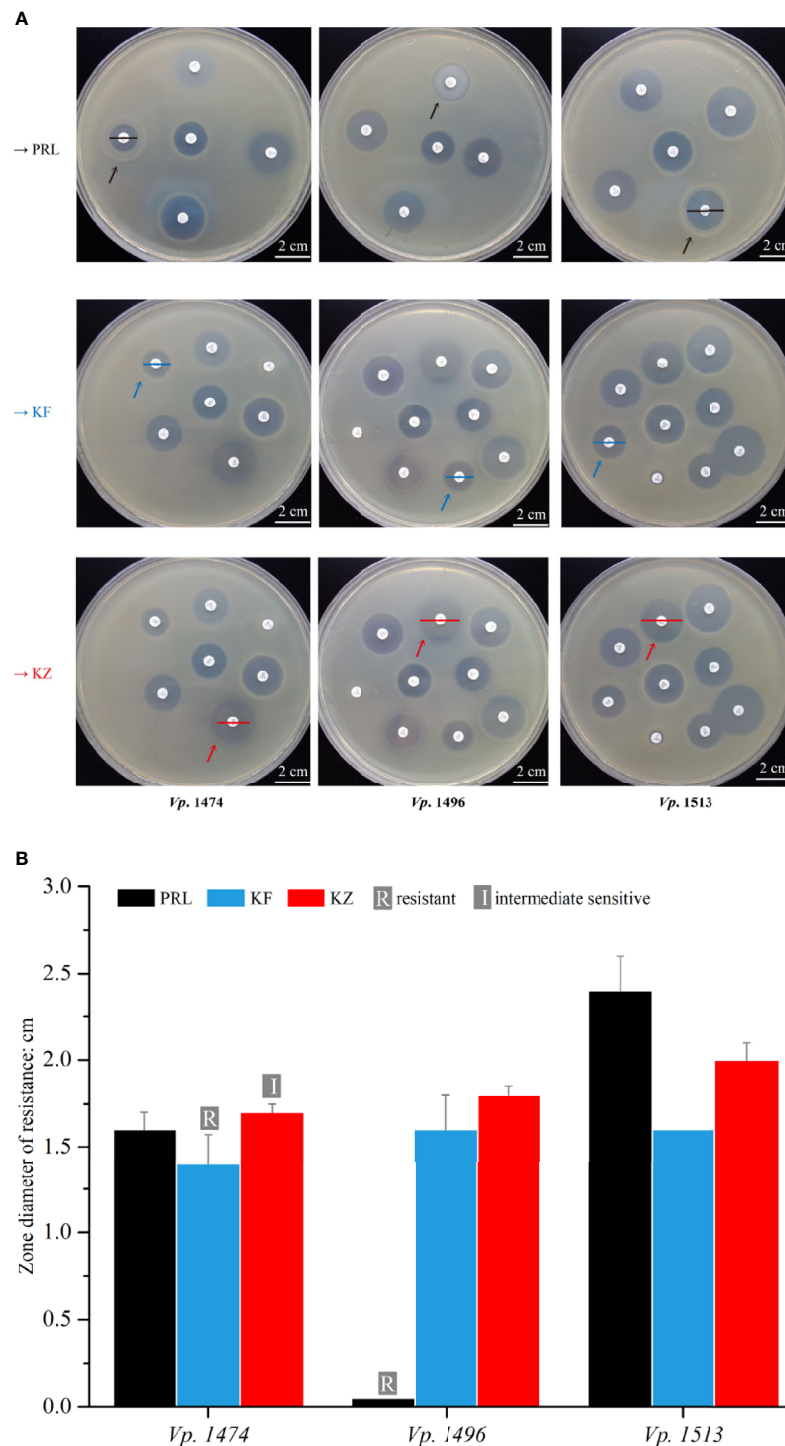 A
→ PRL
2 cm
2 cm
2 cm
→ KF
2 cm
2 cm
2 cm
→ KZ
2 cm
2 cm
2 cm
Vp. 1474
Vp. 1496
Vp. 1513
B
PRL
KF
KZ
R resistant
I intermediate sensitive
Zone diameter of resistance: cm
3.0
2.5
2.0
1.5
1.0
0.5
0.0
R
I
R
Vp. 1474
Vp. 1496
Vp. 1513